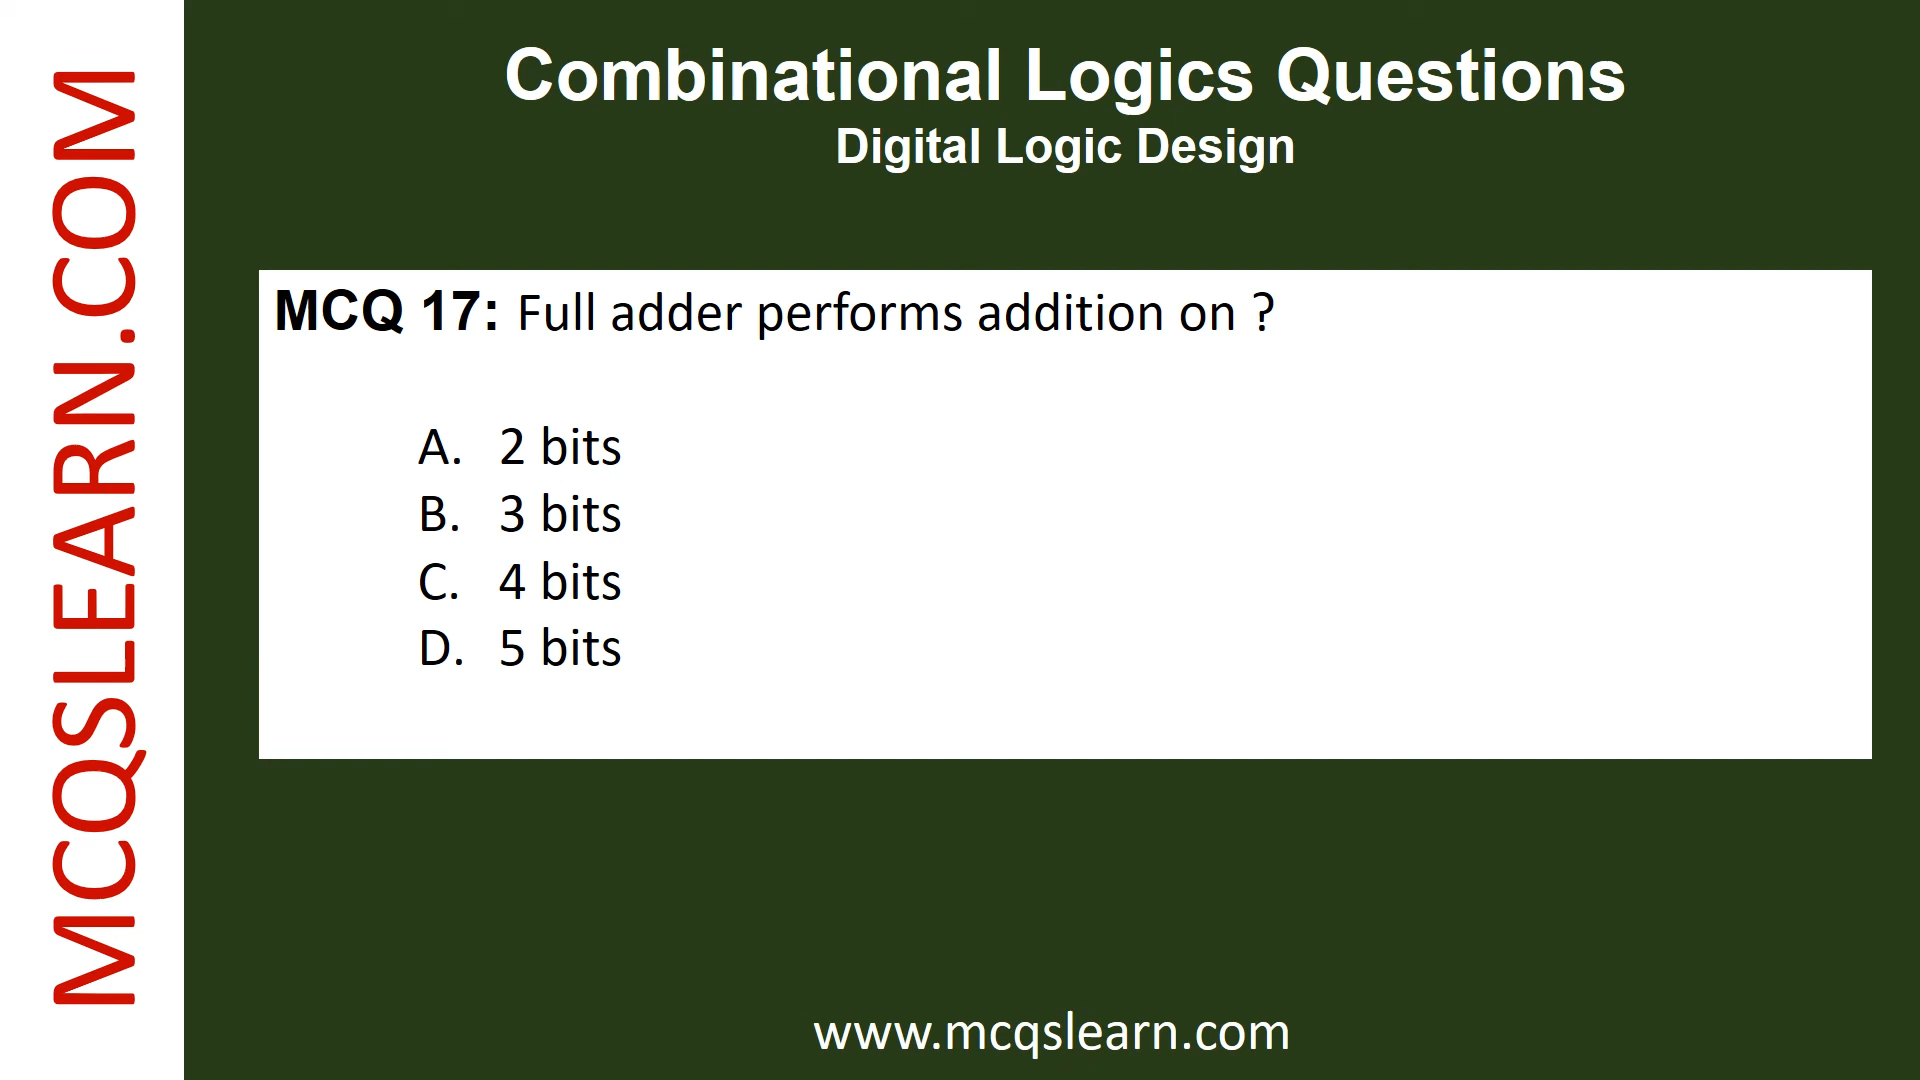 MCQSLEARN.COM
Combinational Logics Questions
Digital Logic Design
MCQ 17: Full adder performs addition on ?
A. 2 bits
B. 3 bits
C. 4 bits
D. 5 bits
www.mcqslearn.com